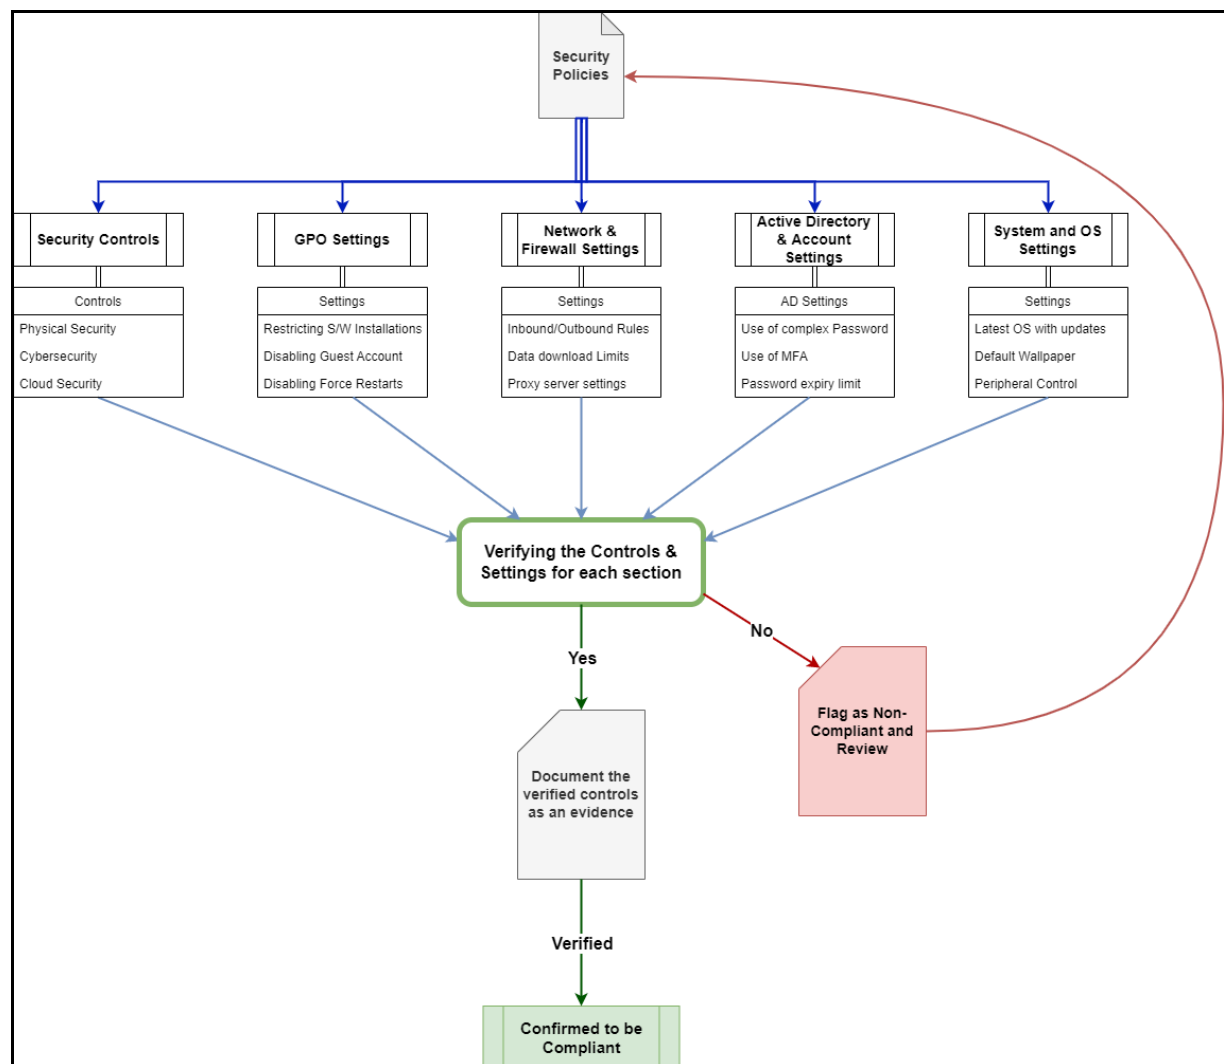 Security
Policies
Security Controls
GPO Settings
Network &
Firewall Settings
Active Directory
& Account
Settings
System and OS
Settings
Controls
Physical Security
Cybersecurity
Cloud Security
Settings
Restricting S/W Installations
Disabling Guest Account
Disabling Force Restarts
Settings
Inbound/Outbound Rules
Data download Limits
Proxy server settings
AD Settings
Use of complex Password
Use of MFA
Password expiry limit
Settings
Latest OS with updates
Default Wallpaper
Peripheral Control
Verifying the Controls &
Settings for each section
No
Yes
Flag as Non-
Compliant and
Review
Document the
verified controls
as an evidence
Verified
Confirmed to be
Compliant